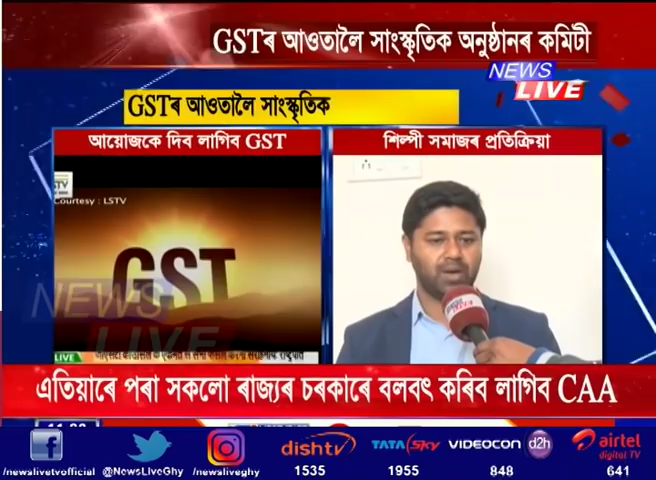 GSTৰ আওতালৈ সাংস্কৃতিক অনুষ্ঠানৰ কমিটী
NEWS
LIVE
GSTৰ আওতালৈ সাংস্কৃতিক
আয়োজকে দিব লাগিব GST
শিল্পী সমাজৰ প্ৰতিক্ৰিয়া
Courtesy : LSTV
GST
NEWS
LIVE
LIVE
এতিয়াৰে পৰা সকলো ৰাজ্যৰ চৰকাৰে বলবৎ কৰিব লাগিব CAA
dishtv
TATA Sky
VIDEOCON d2h
airtel
digital TV
/newslivetvofficial
@NewsLiveGhy
/newsliveghy
1535
1955
848
641